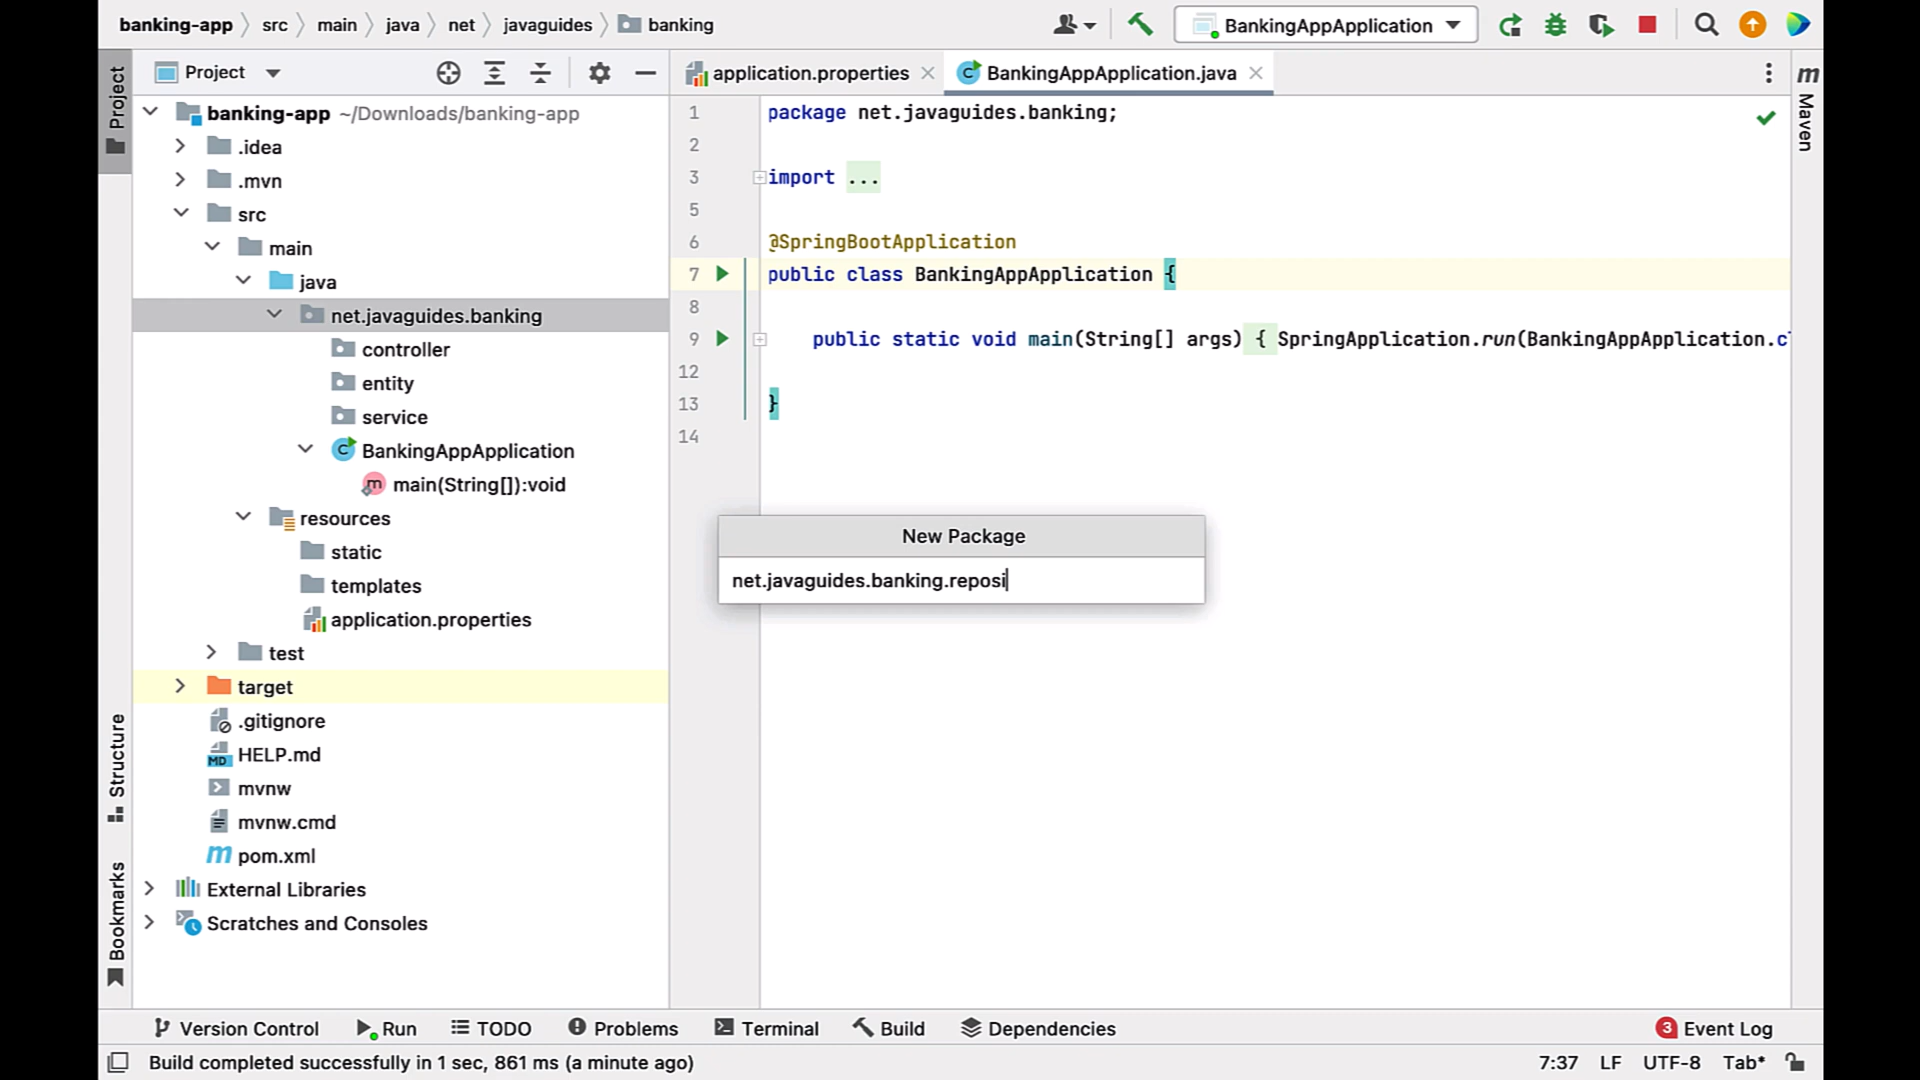 banking-app src main java net javaguides banking BankingAppApplication
Project
application.properties BankingAppApplication.java
Project
Structure
Bookmarks
banking-app ~/Downloads/banking-app
.idea
.mvn
src
main
java
net.javaguides.banking
controller
entity
service
C BankingAppApplication
m main(String[]):void
resources
static
templates
application.properties
test
target
.gitignore
MD HELP.md
mvnw
mvnw.cmd
m pom.xml
External Libraries
Scratches and Consoles
1 package net.javaguides.banking;
2
3 import ...
5
6 @SpringBootApplication
7 public class BankingAppApplication {
8
9 public static void main(String[] args) { SpringApplication.run(BankingAppApplication.cl
12
13 }
14
New Package
net.javaguides.banking.reposi
m Maven
Version Control Run TODO Problems Terminal Build Dependencies 3 Event Log
Build completed successfully in 1 sec, 861 ms (a minute ago) 7:37 LF UTF-8 Tab*